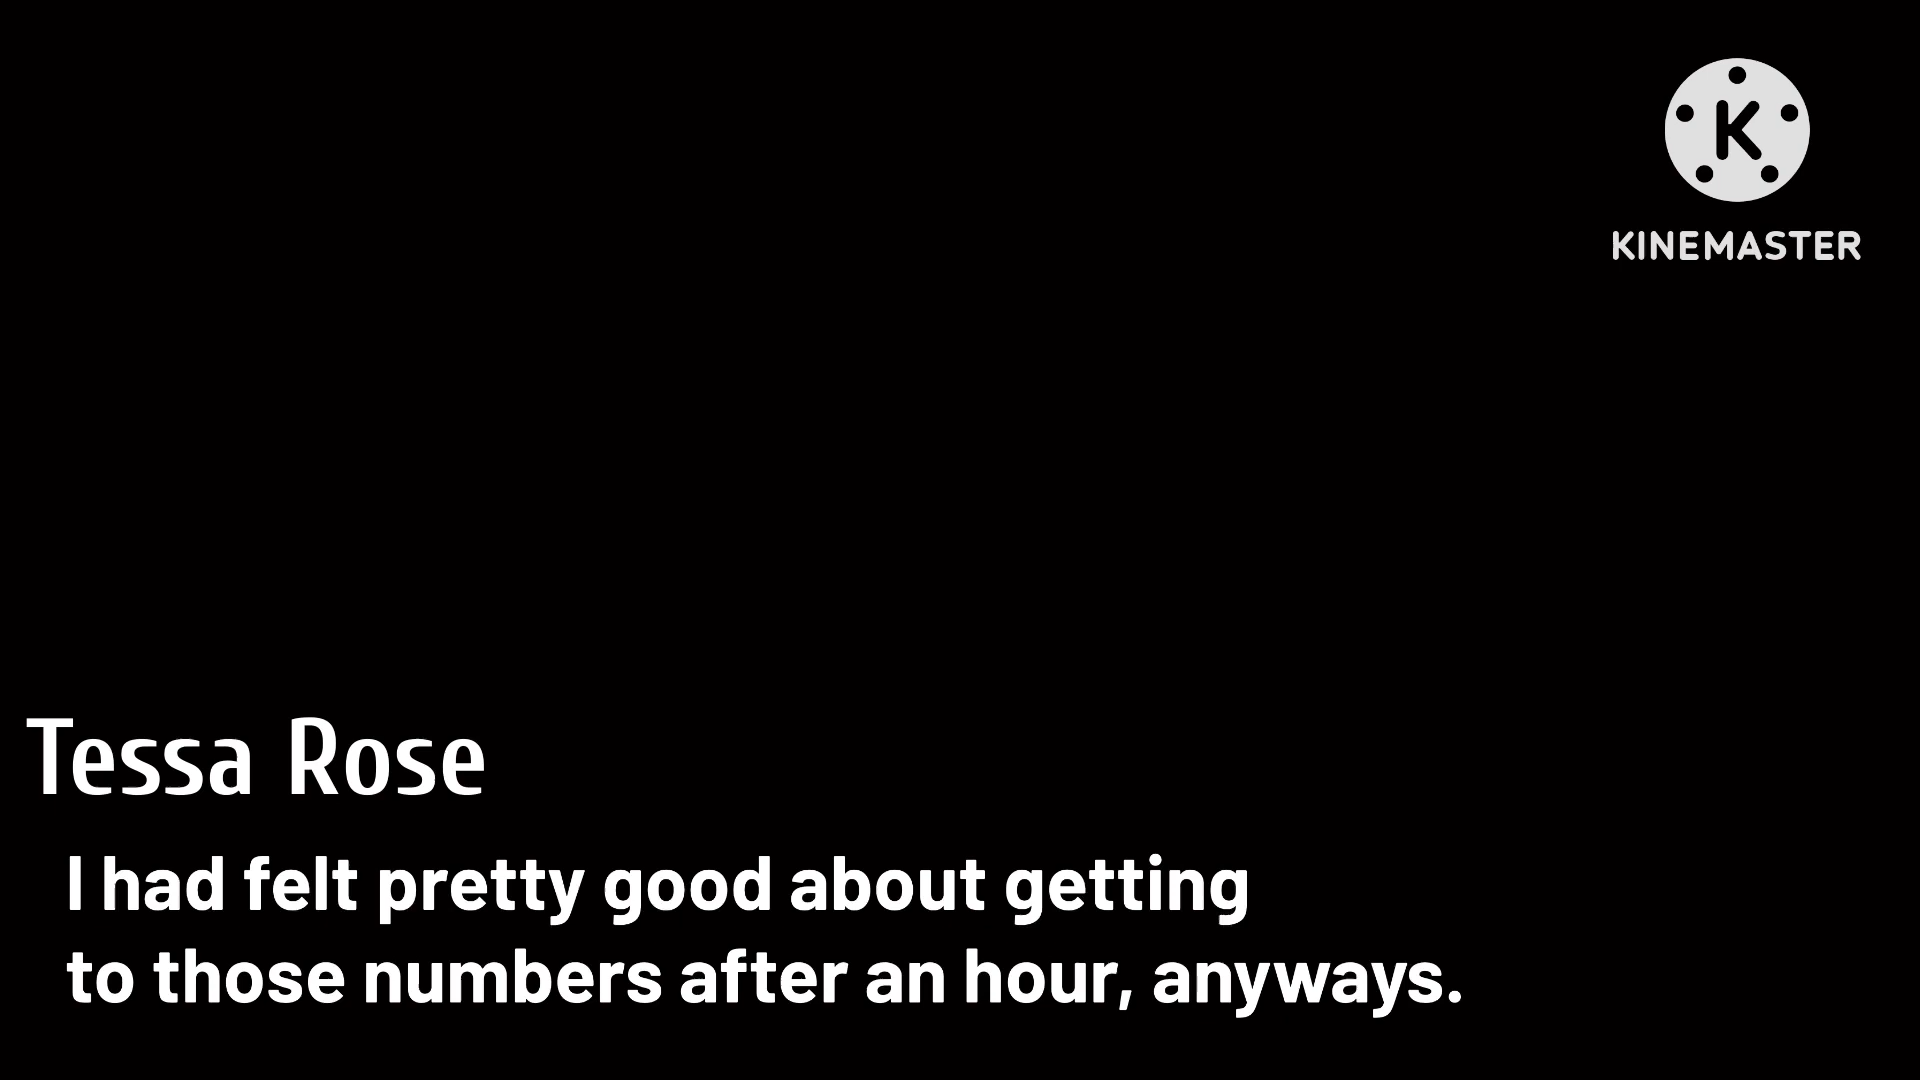 K
KINEMASTER
Tessa Rose
I had felt pretty good about getting
to those numbers after an hour, anyways.